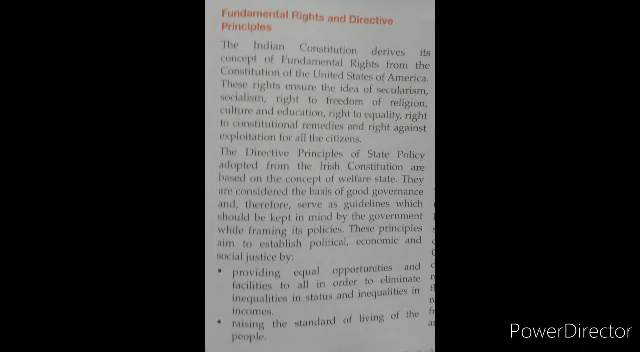 Fundamental Rights and Directive
Principles
The Indian Constitution derives its
concept of Fundamental Rights from the
Constitution of the United States of America.
These rights ensure the idea of secularism,
socialism, right to freedom of religion,
culture and education, right to equality, right
to constitutional remedies and right against
exploitation for all the citizens.
The Directive Principles of State Policy
adopted from the Irish Constitution are
based on the concept of welfare state. They
are considered the basis of good governance
and, therefore, serve as guidelines which
should be kept in mind by the government
while framing its policies. These principles
aim to establish political, economic and
social justice by:
• providing equal opportunities and
facilities to all in order to eliminate
inequalities in status and inequalities in
incomes.
• raising the standard of living of the
people.
PowerDirector